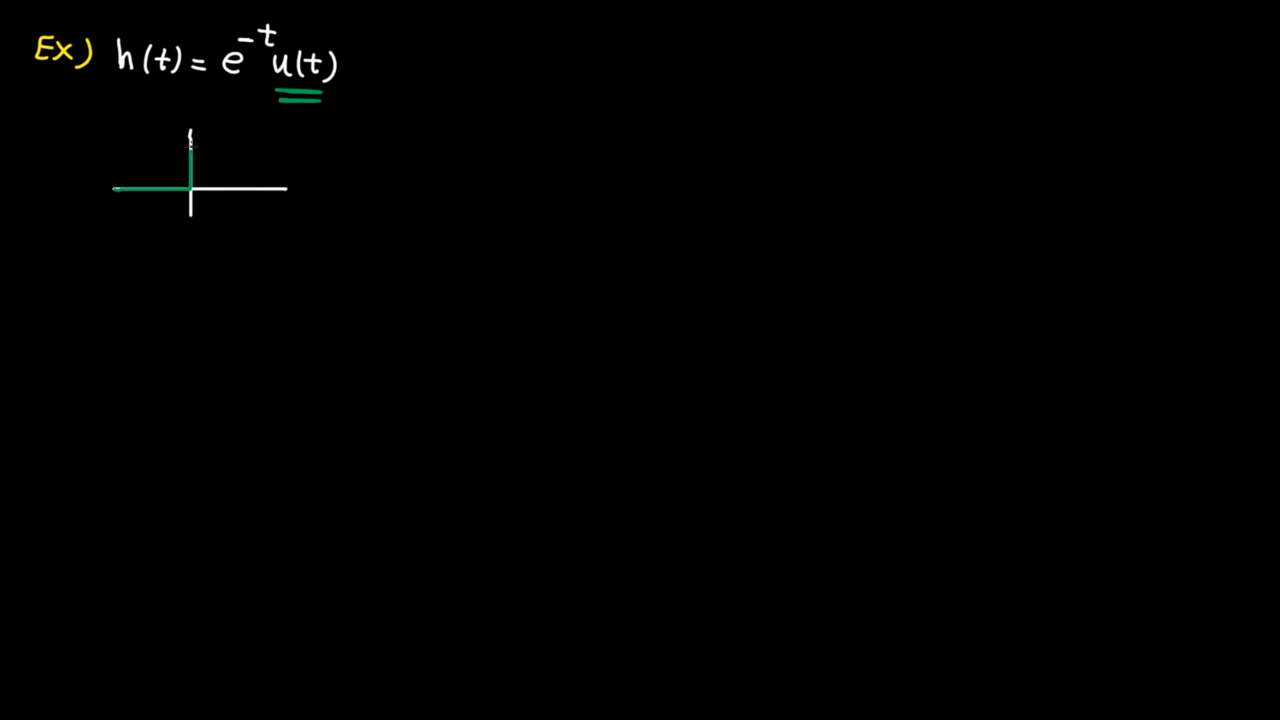 Ex) h(t) = e^{-t} u(t)